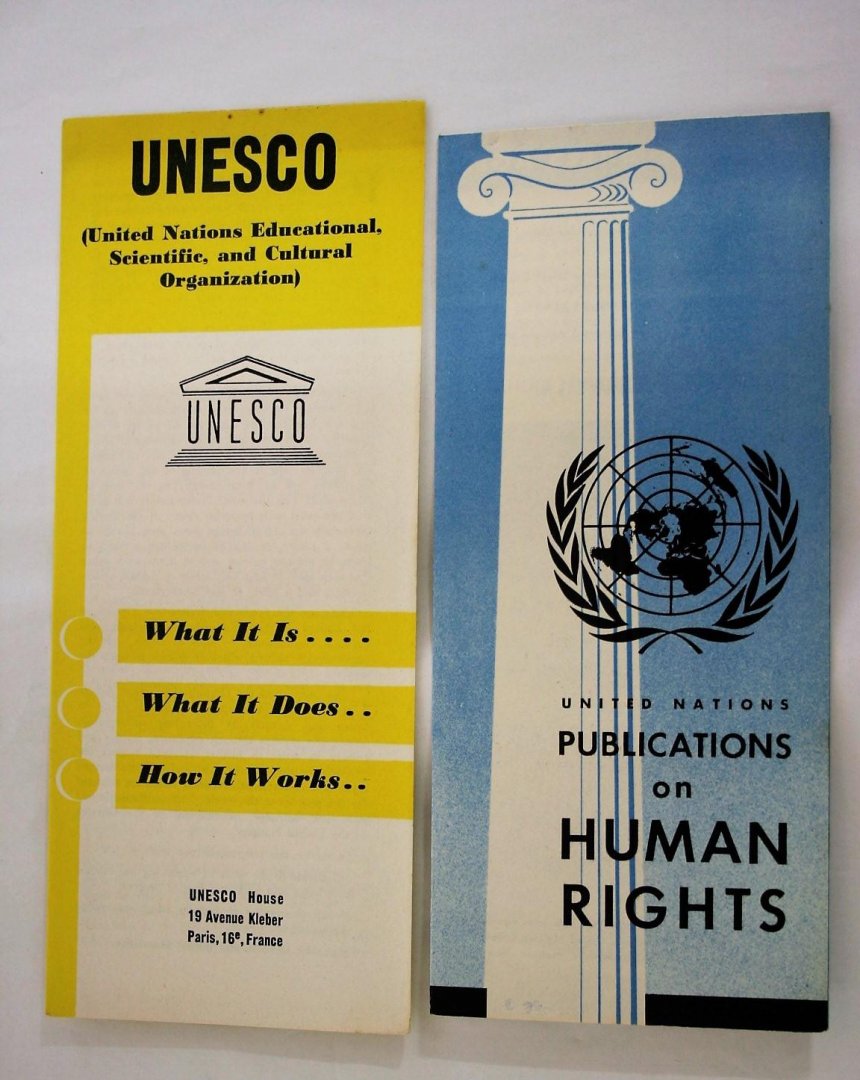 UNESCO
(United Nations Educational,
Scientific, and Cultural
Organization)
UNESCO
What It Is . . . .
What It Does . .
How It Works . .
UNESCO House
19 Avenue Kleber
Paris, 16e, France
UNITED NATIONS
PUBLICATIONS
on
HUMAN
RIGHTS